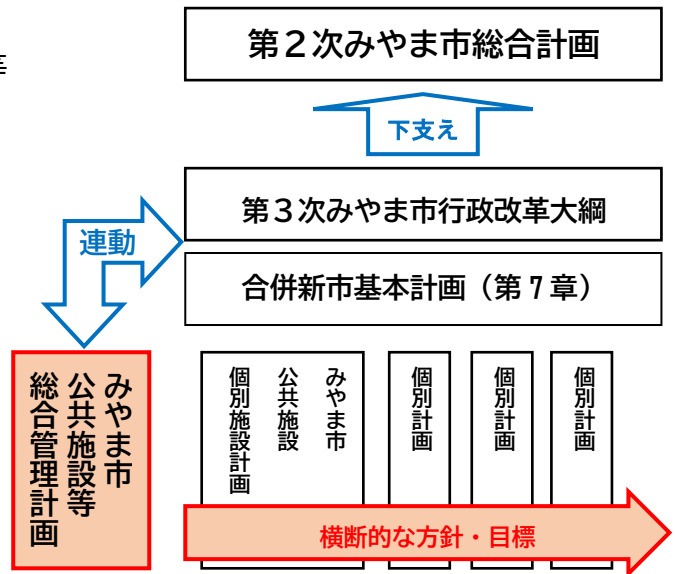 第２次みやま市総合計画
等
下支え
第３次みやま市行政改革大綱
連動
合併新市基本計画（第７章）
みやま市
公共施設等
総合管理計画
みやま市
公共施設
個別施設計画
個別計画
個別計画
個別計画
横断的な方針・目標